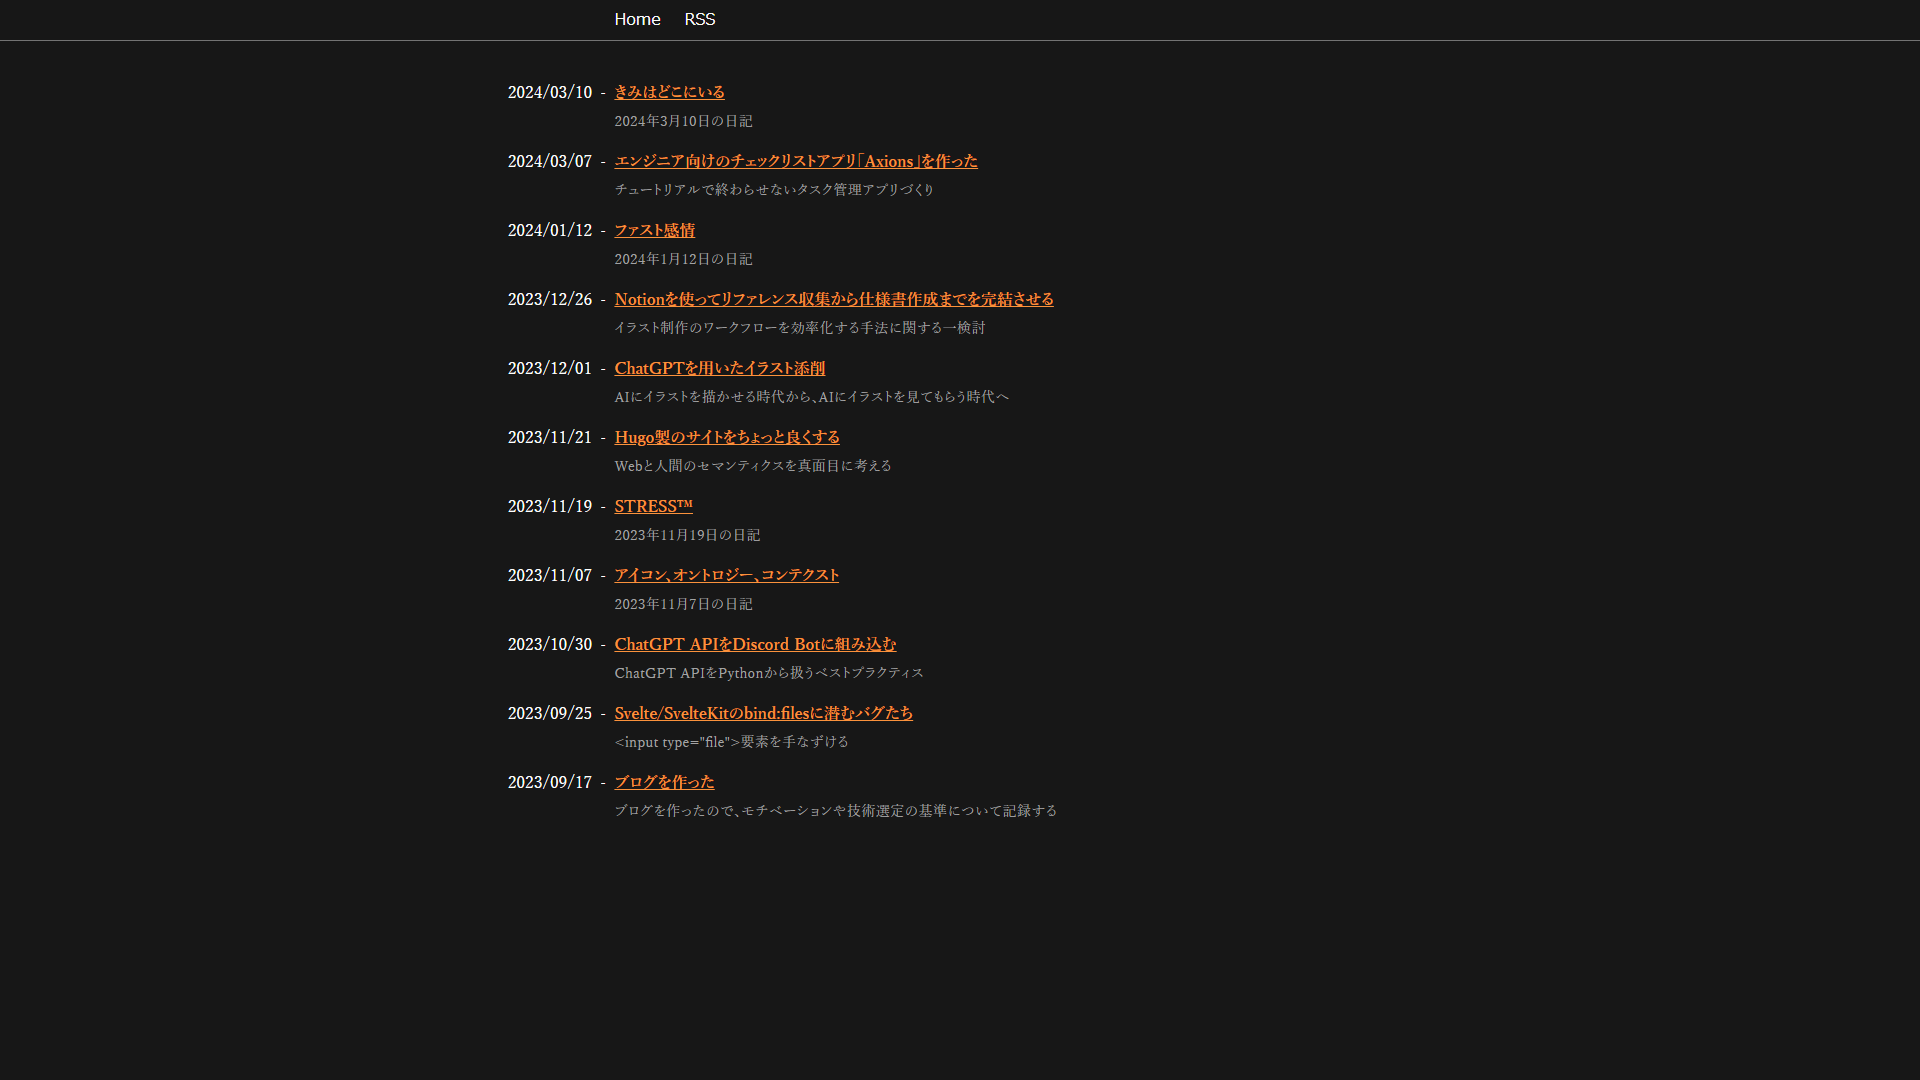 Home RSS
2024/03/10 - きみはどこにいる
2024年3月10日の日記
2024/03/07 - エンジニア向けのチェックリストアプリ「Axions」を作った
チュートリアルで終わらせないタスク管理アプリづくり
2024/01/12 - ファスト感情
2024年1月12日の日記
2023/12/26 - Notionを使ってリファレンス収集から仕様書作成までを完結させる
イラスト制作のワークフローを効率化する手法に関する一検討
2023/12/01 - ChatGPTを用いたイラスト添削
AIにイラストを描かせる時代から、AIにイラストを見てもらう時代へ
2023/11/21 - Hugo製のサイトをちょっと良くする
Webと人間のセマンティクスを真面目に考える
2023/11/19 - STRESS™
2023年11月19日の日記
2023/11/07 - アイコン、オントロジー、コンテクスト
2023年11月7日の日記
2023/10/30 - ChatGPT APIをDiscord Botに組み込む
ChatGPT APIをPythonから扱うベストプラクティス
2023/09/25 - Svelte/SvelteKitのbind:filesに潜むバグたち
<input type="file">要素を手なずける
2023/09/17 - ブログを作った
ブログを作ったので、モチベーションや技術選定の基準について記録する